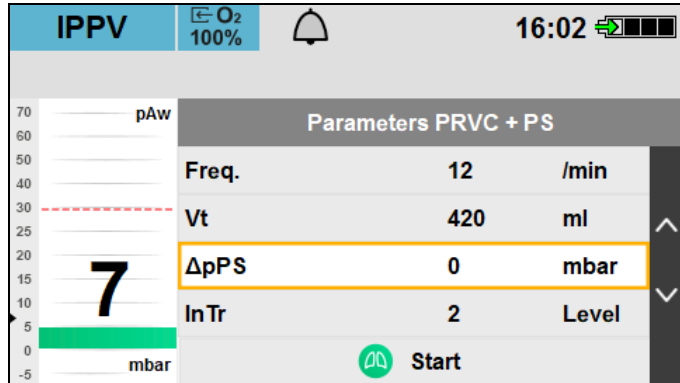 IPPV
O₂
100%
16:02
pAw
70
60
50
40
30
25
20
15
10
5
0
-5
7
mbar
Parameters PRVC + PS
Freq. 12 /min
Vt 420 ml
ΔpPS 0 mbar
InTr 2 Level
Start